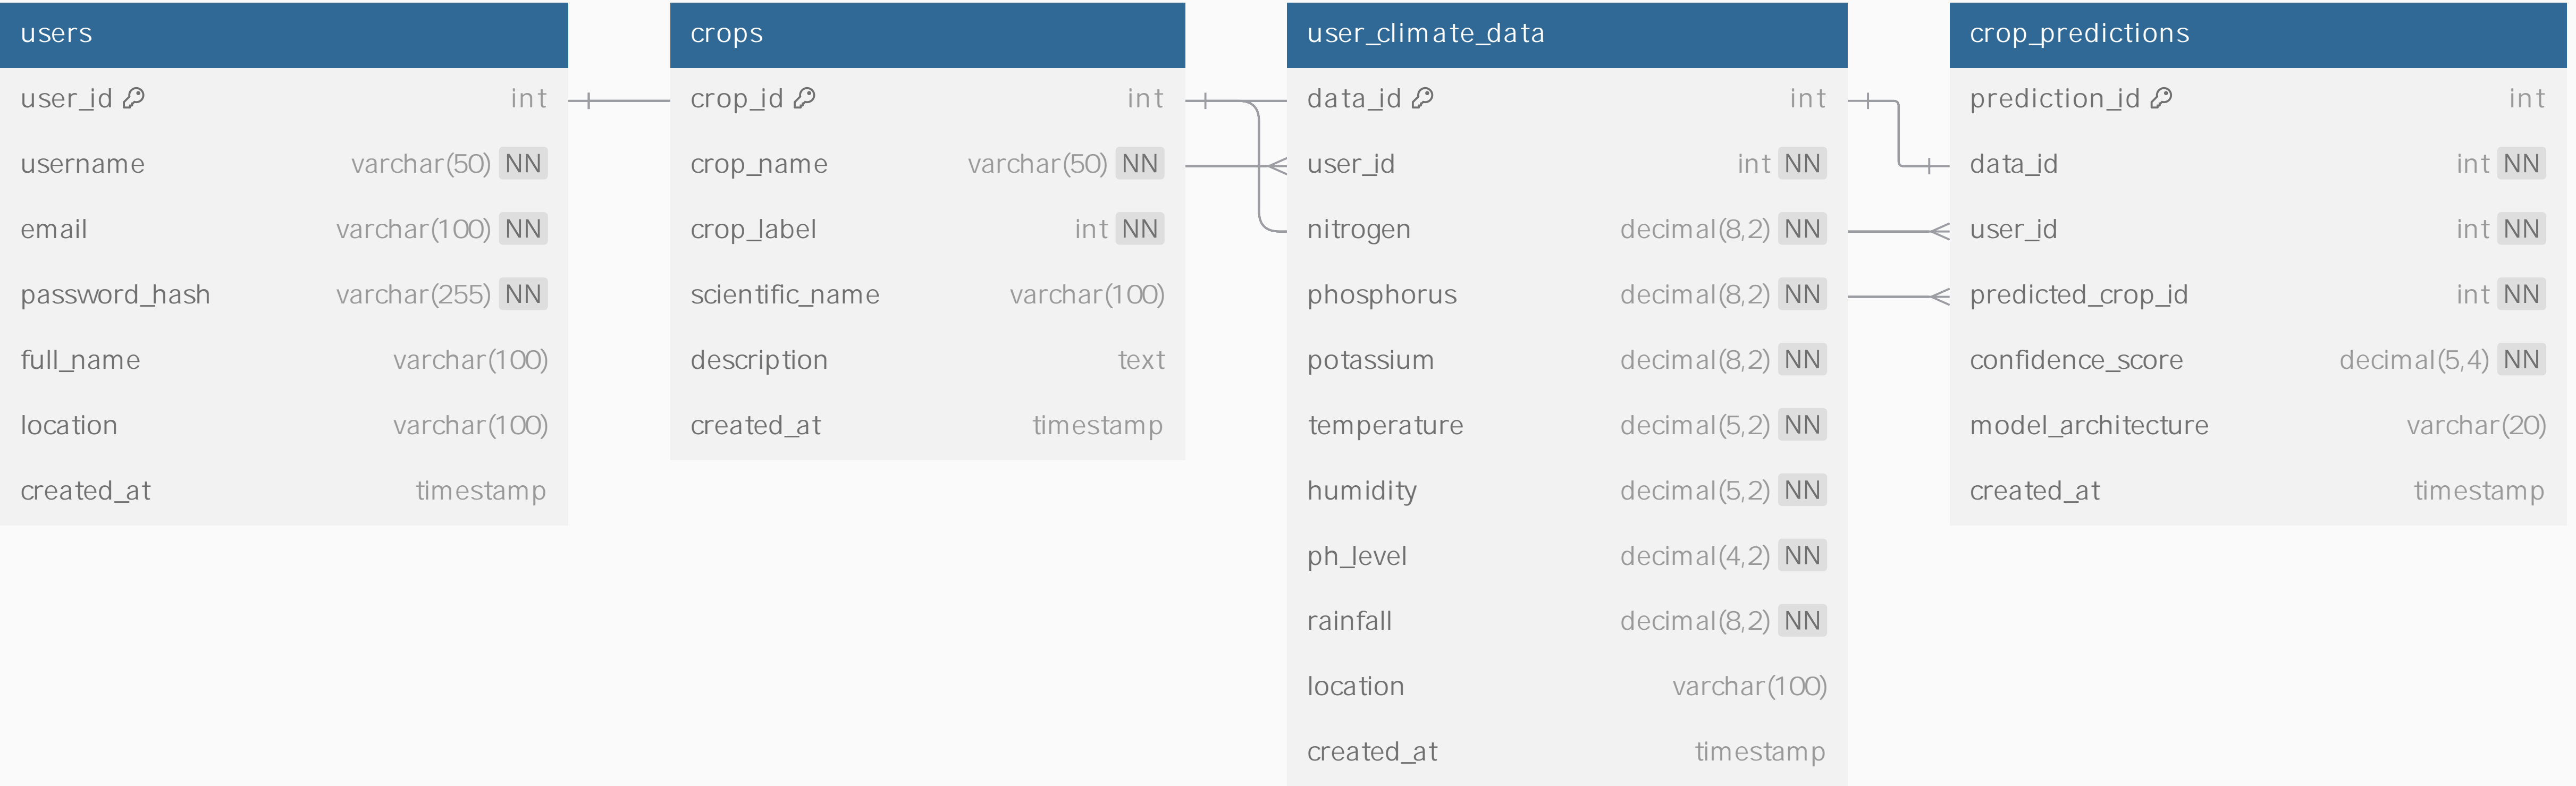 users
user_id int
username varchar(50) NN
email varchar(100) NN
password_hash varchar(255) NN
full_name varchar(100)
location varchar(100)
created_at timestamp
crops
crop_id int
crop_name varchar(50) NN
crop_label int NN
scientific_name varchar(100)
description text
created_at timestamp
user_climate_data
data_id int
user_id int NN
nitrogen decimal(8,2) NN
phosphorus decimal(8,2) NN
potassium decimal(8,2) NN
temperature decimal(5,2) NN
humidity decimal(5,2) NN
ph_level decimal(4,2) NN
rainfall decimal(8,2) NN
location varchar(100)
created_at timestamp
crop_predictions
prediction_id int
data_id int NN
user_id int NN
predicted_crop_id int NN
confidence_score decimal(5,4) NN
model_architecture varchar(20)
created_at timestamp